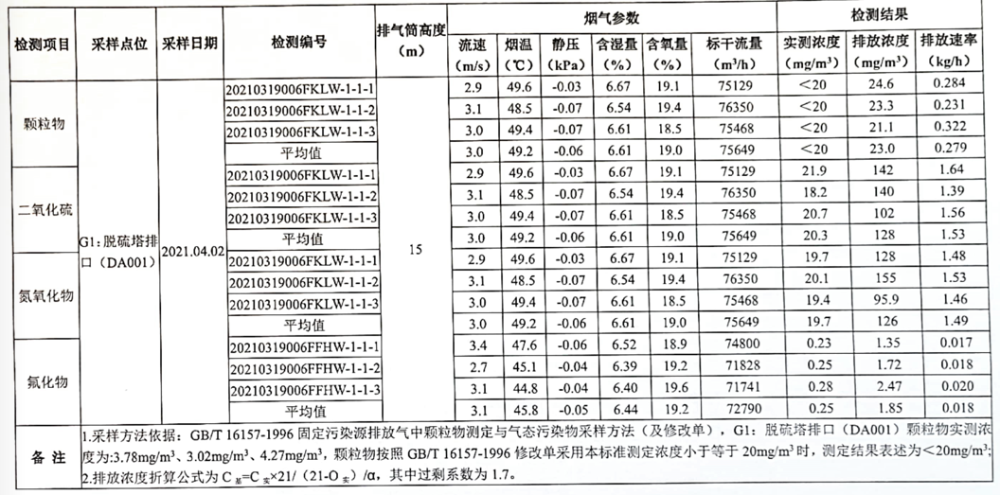 检测项目 采样点位 采样日期 检测编号 排气筒高度（m） 烟气参数 检测结果
流速（m/s） 烟温（℃） 静压（kPa） 含湿量（%） 含氧量（%） 标干流量（m³/h） 实测浓度（mg/m³） 排放浓度（mg/m³） 排放速率（kg/h）
颗粒物 G1：脱硫塔排口（DA001） 2021.04.02 20210319006FKLW-1-1-1 15 2.9 49.6 -0.03 6.67 19.1 75129 ＜20 24.6 0.284
20210319006FKLW-1-1-2 3.1 48.5 -0.07 6.54 19.4 76350 ＜20 23.3 0.231
20210319006FKLW-1-1-3 3.0 49.4 -0.07 6.61 18.5 75468 ＜20 21.1 0.322
平均值 3.0 49.2 -0.06 6.61 19.0 75649 ＜20 23.0 0.279
二氧化硫 20210319006FKLW-1-1-1 2.9 49.6 -0.03 6.67 19.1 75129 21.9 142 1.64
20210319006FKLW-1-1-2 3.1 48.5 -0.07 6.54 19.4 76350 18.2 140 1.39
20210319006FKLW-1-1-3 3.0 49.4 -0.07 6.61 18.5 75468 20.7 102 1.56
平均值 3.0 49.2 -0.06 6.61 19.0 75649 20.3 128 1.53
氮氧化物 20210319006FKLW-1-1-1 2.9 49.6 -0.03 6.67 19.1 75129 19.7 128 1.48
20210319006FKLW-1-1-2 3.1 48.5 -0.07 6.54 19.4 76350 20.1 155 1.53
20210319006FKLW-1-1-3 3.0 49.4 -0.07 6.61 18.5 75468 19.4 95.9 1.46
平均值 3.0 49.2 -0.06 6.61 19.0 75649 19.7 126 1.49
氟化物 20210319006FFHW-1-1-1 3.4 47.6 -0.06 6.52 18.9 74800 0.23 1.35 0.017
20210319006FFHW-1-1-2 2.7 45.1 -0.04 6.39 19.2 71828 0.25 1.72 0.018
20210319006FFHW-1-1-3 3.1 44.8 -0.04 6.40 19.6 71741 0.28 2.47 0.020
平均值 3.1 45.8 -0.05 6.44 19.2 72790 0.25 1.85 0.018
备 注 1.采样方法依据：GB/T 16157-1996 固定污染源排放气中颗粒物测定与气态污染物采样方法（及修改单），G1：脱硫塔排口（DA001）颗粒物实测浓
度为:3.78mg/m³、3.02mg/m³、4.27mg/m³，颗粒物按照 GB/T 16157-1996 修改单采用本标准测定浓度小于等于 20mg/m³时，测定结果表述为＜20mg/m³;
2.排放浓度折算公式为 C基=C实×21/（21-O实）/α，其中过剩系数为 1.7。